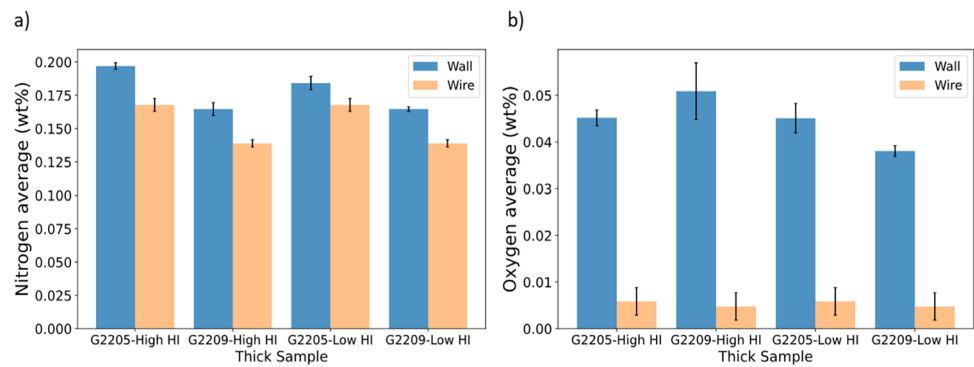 a)
Nitrogen average (wt%)
0.200
0.175
0.150
0.125
0.100
0.075
0.050
0.025
0.000
Wall
Wire
G2205-High HI G2209-High HI G2205-Low HI G2209-Low HI
Thick Sample
b)
Oxygen average (wt%)
0.05
0.04
0.03
0.02
0.01
0.00
Wall
Wire
G2205-High HI G2209-High HI G2205-Low HI G2209-Low HI
Thick Sample